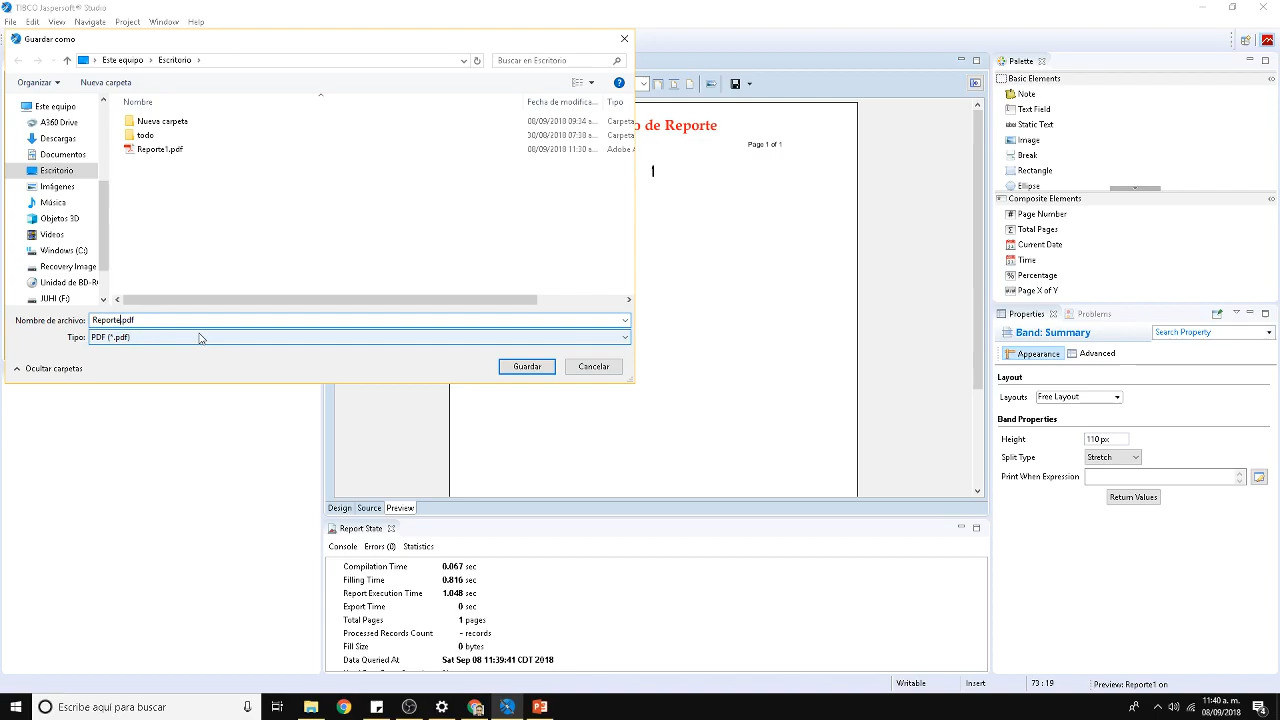 TIBCO Jaspersoft® Studio
File Edit View Navigate Project Window Help
Guardar como
Este equipo > Escritorio >
Buscar en Escritorio
Organizar Nueva carpeta
Nombre Fecha de modifica... Tipo
Este equipo
A360 Drive
Descargas
Documentos
Escritorio
Imágenes
Música
Objetos 3D
Vídeos
Windows (C:)
Recovery Image
Unidad de BD-R
JUHI (F:)
Nueva carpeta 08/09/2018 09:34 a... Carpeta
todo 30/08/2018 07:38 a... Carpeta
Reporte1.pdf 08/09/2018 11:30 a... Adobe A
Nombre de archivo: Reporte.pdf
Tipo: PDF (*.pdf)
Ocultar carpetas
Guardar Cancelar
o de Reporte
Page 1 of 1
1
Design Source Preview
Report State
Console Errors (0) Statistics
Compilation Time 0.067 sec
Filling Time 0.816 sec
Report Execution Time 1.048 sec
Export Time 0 sec
Total Pages 1 pages
Processed Records Count - records
Fill Size 0 bytes
Data Queried At Sat Sep 08 11:39:41 CDT 2018
Palette
Basic Elements
Note
Text Field
Static Text
Image
Break
Rectangle
Ellipse
Composite Elements
Page Number
Total Pages
Current Date
Time
Percentage
Page X of Y
Properties Problems
Band: Summary
Search Property
Appearance Advanced
Layout
Layouts Free Layout
Band Properties
Height 110 px
Split Type Stretch
Print When Expression
Return Values
Writable Insert 73 : 19 Preview: Reporte1 on
Escribe aquí para buscar
11:40 a. m.
08/09/2018